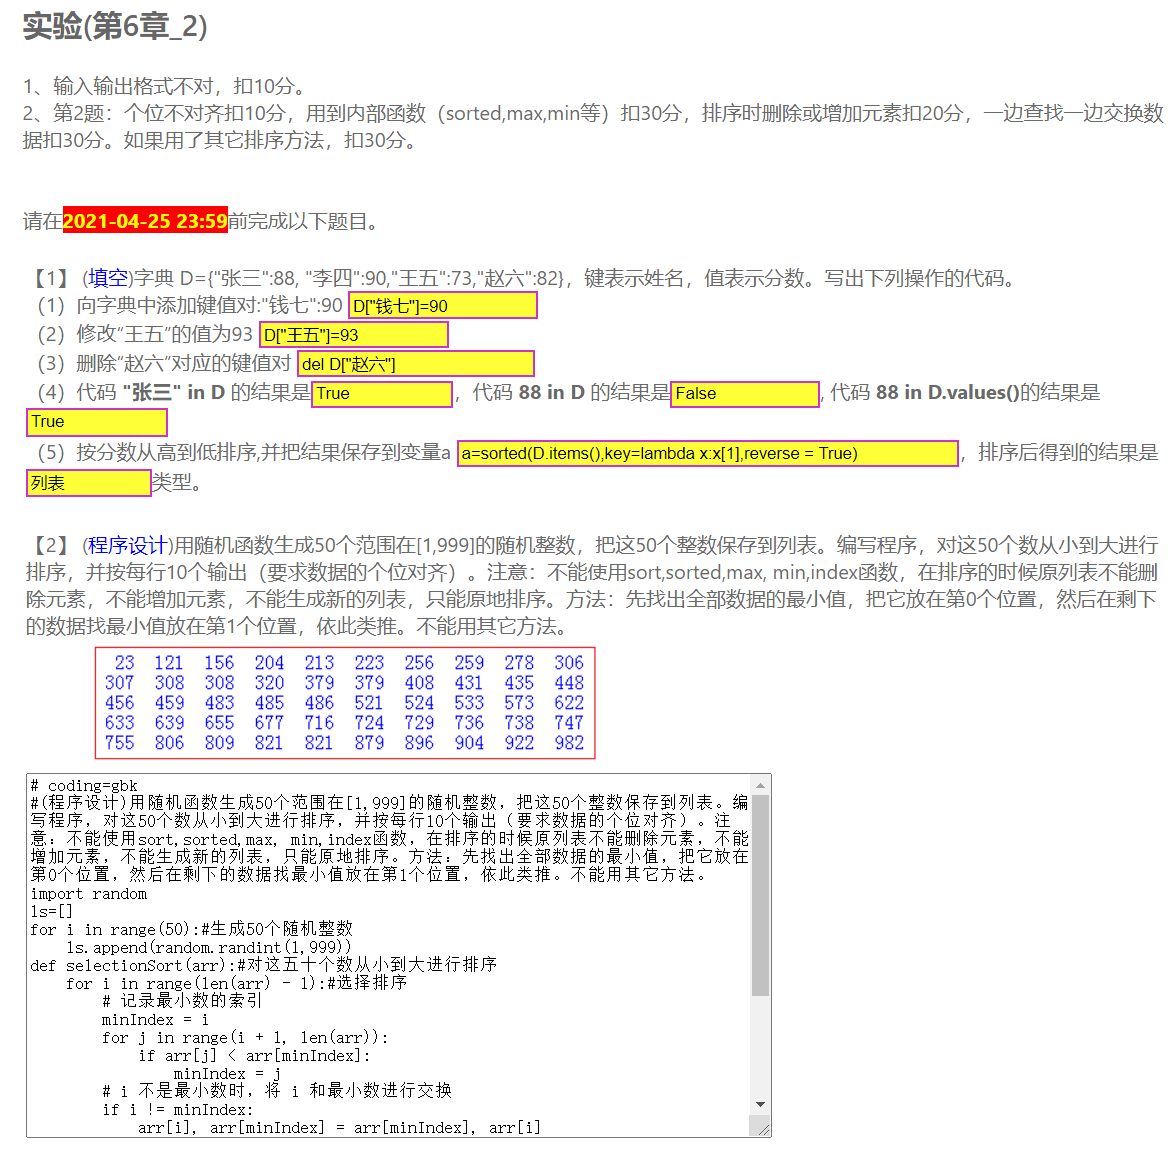 实验(第6章_2)
1、输入输出格式不对，扣10分。
2、第2题：个位不对齐扣10分，用到内部函数（sorted,max,min等）扣30分，排序时删除或增加元素扣20分，一边查找一边交换数
据扣30分。如果用了其它排序方法，扣30分。
请在2021-04-25 23:59前完成以下题目。
【1】 (填空)字典 D={"张三":88, "李四":90,"王五":73,"赵六":82}，键表示姓名，值表示分数。写出下列操作的代码。
（1）向字典中添加键值对:"钱七":90 D["钱七"]=90
（2）修改“王五”的值为93 D["王五"]=93
（3）删除“赵六”对应的键值对 del D["赵六"]
（4）代码 "张三" in D 的结果是 True ，代码 88 in D 的结果是 False , 代码 88 in D.values()的结果是
True
（5）按分数从高到低排序,并把结果保存到变量a a=sorted(D.items(),key=lambda x:x[1],reverse = True) ，排序后得到的结果是
列表 类型。
【2】 (程序设计)用随机函数生成50个范围在[1,999]的随机整数，把这50个整数保存到列表。编写程序，对这50个数从小到大进行
排序，并按每行10个输出（要求数据的个位对齐）。注意：不能使用sort,sorted,max, min,index函数，在排序的时候原列表不能删
除元素，不能增加元素，不能生成新的列表，只能原地排序。方法：先找出全部数据的最小值，把它放在第0个位置，然后在剩下
的数据找最小值放在第1个位置，依此类推。不能用其它方法。
23 121 156 204 213 223 256 259 278 306
307 308 308 320 379 379 408 431 435 448
456 459 483 485 486 521 524 533 573 622
633 639 655 677 716 724 729 736 738 747
755 806 809 821 821 879 896 904 922 982
# coding=gbk
#(程序设计)用随机函数生成50个范围在[1,999]的随机整数，把这50个整数保存到列表。编
写程序，对这50个数从小到大进行排序，并按每行10个输出（要求数据的个位对齐）。注
意：不能使用sort,sorted,max, min,index函数，在排序的时候原列表不能删除元素，不能
增加元素，不能生成新的列表，只能原地排序。方法：先找出全部数据的最小值，把它放在
第0个位置，然后在剩下的数据找最小值放在第1个位置，依此类推。不能用其它方法。
import random
ls=[]
for i in range(50):#生成50个随机整数
    ls.append(random.randint(1,999))
def selectionSort(arr):#对这五十个数从小到大进行排序
    for i in range(len(arr) - 1):#选择排序
        # 记录最小数的索引
        minIndex = i
        for j in range(i + 1, len(arr)):
            if arr[j] < arr[minIndex]:
                minIndex = j
        # i 不是最小数时，将 i 和最小数进行交换
        if i != minIndex:
            arr[i], arr[minIndex] = arr[minIndex], arr[i]